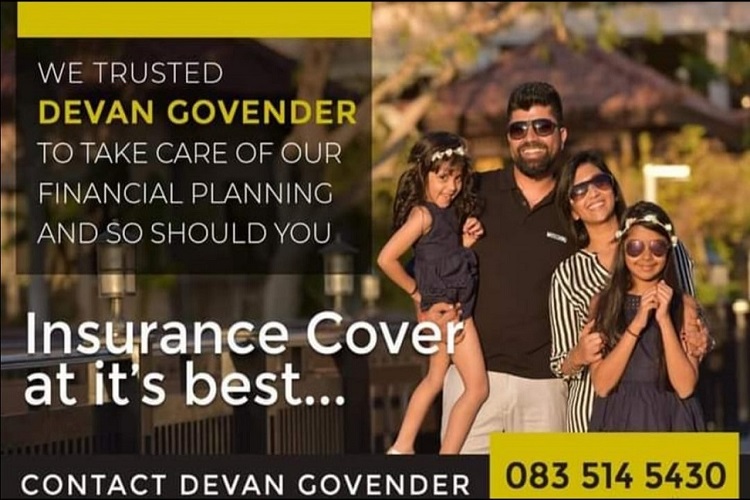 WE TRUSTED
DEVAN GOVENDER
TO TAKE CARE OF OUR
FINANCIAL PLANNING
AND SO SHOULD YOU
Insurance Cover
at it's best...
CONTACT DEVAN GOVENDER
083 514 5430